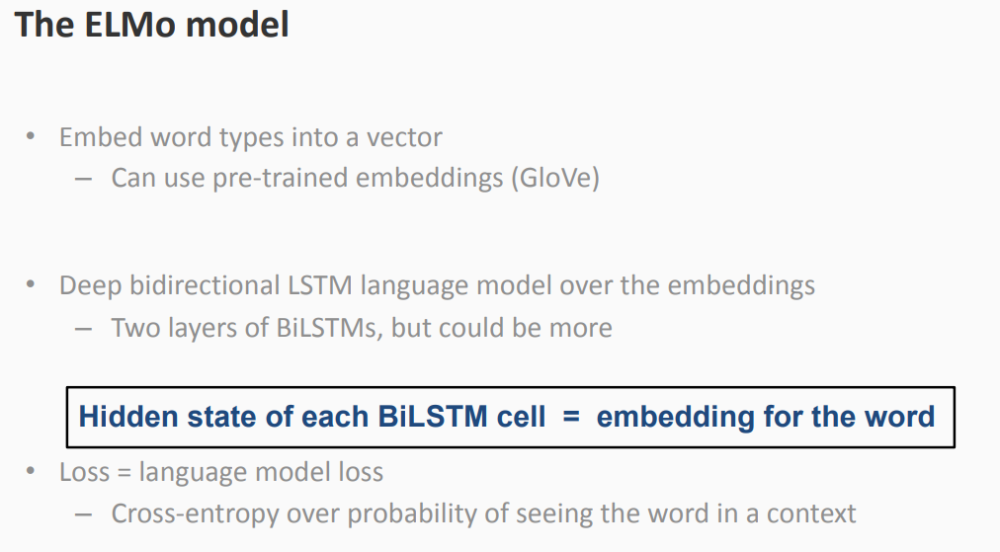 The ELMo model
• Embed word types into a vector
– Can use pre-trained embeddings (GloVe)
• Deep bidirectional LSTM language model over the embeddings
– Two layers of BiLSTMs, but could be more
Hidden state of each BiLSTM cell = embedding for the word
• Loss = language model loss
– Cross-entropy over probability of seeing the word in a context